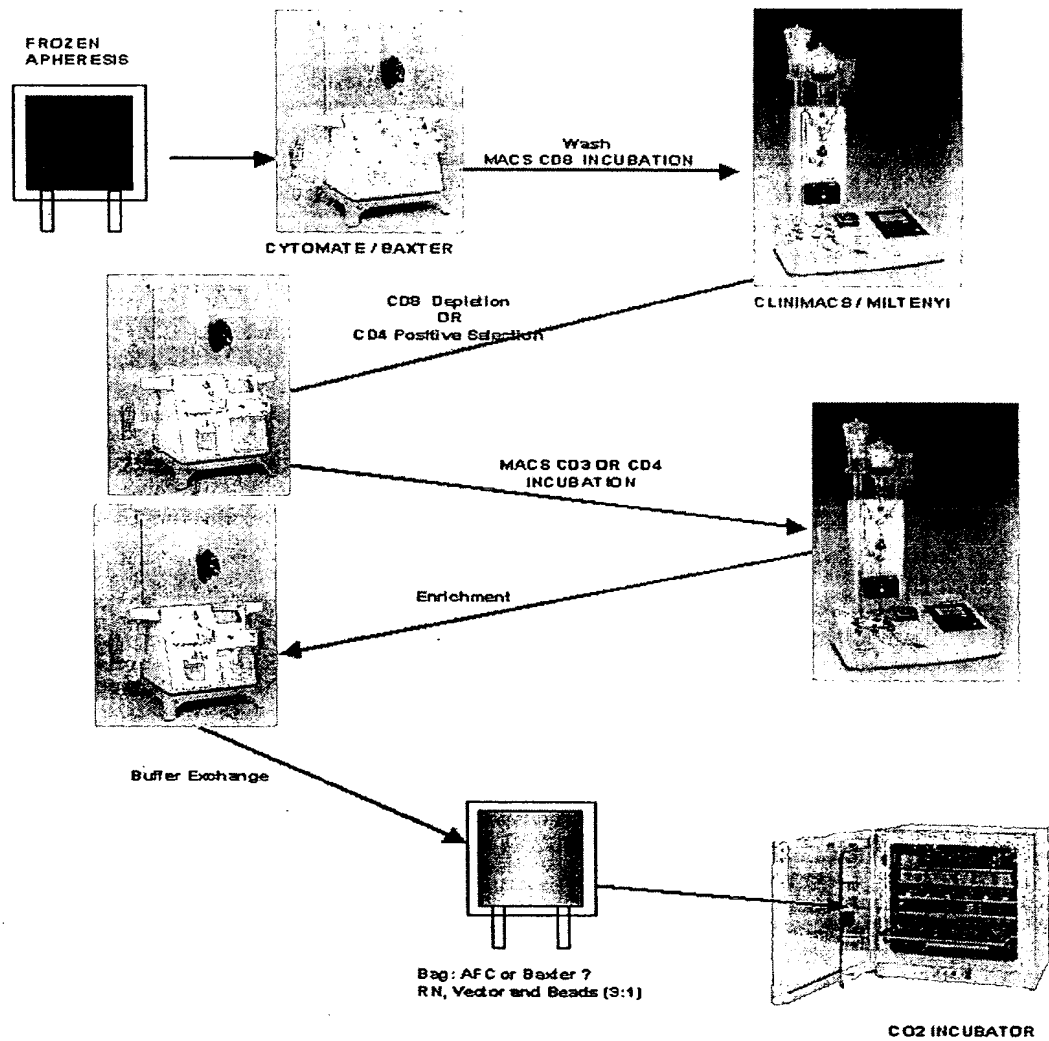 FROZEN
APHERESIS
CYTOMATE / BAXTER
Wash
MACS CD8 INCUBATION
CLINIMACS / MILTENYI
CD8 Depletion
OR
CD4 Positive Selection
MACS CD3 OR CD4
INCUBATION
Enrichment
Buffer Exchange
Bag: AFC or Baxter ?
RN, Vector and Beads (3:1)
CO2 INCUBATOR